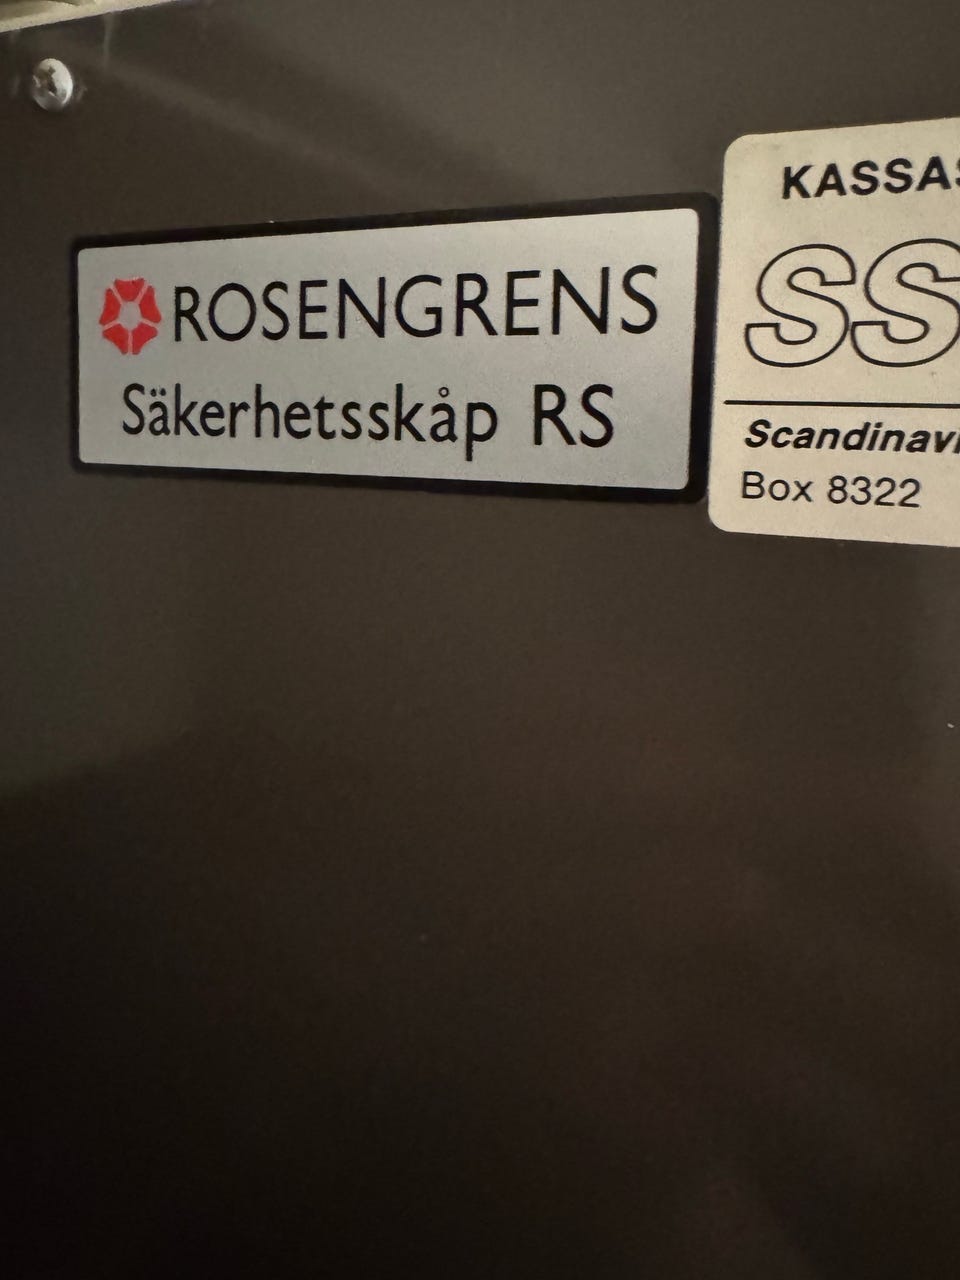 ROSENGRENS
Säkerhetsskåp RS
KASSAS
SS
Scandinavi
Box 8322